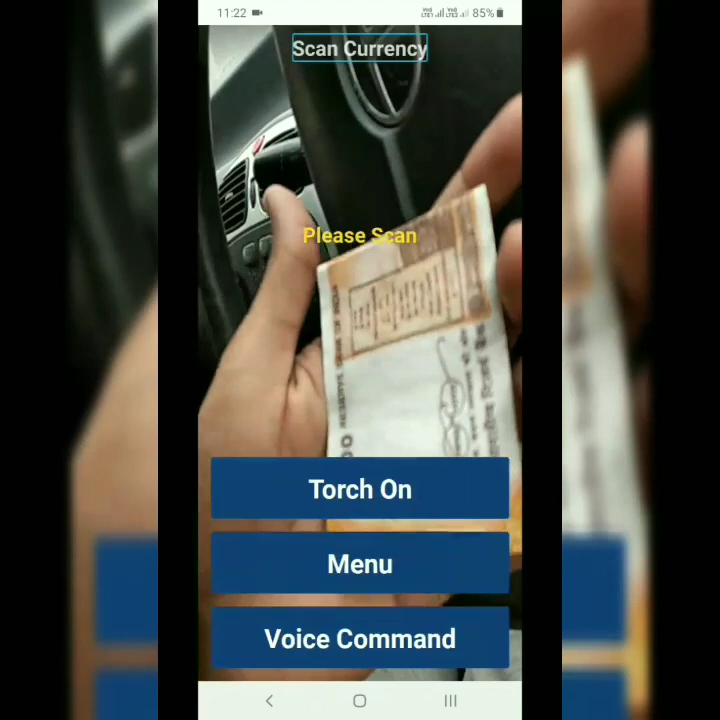 11:22
85%
Scan Currency
Please Scan
Torch On
Menu
Voice Command